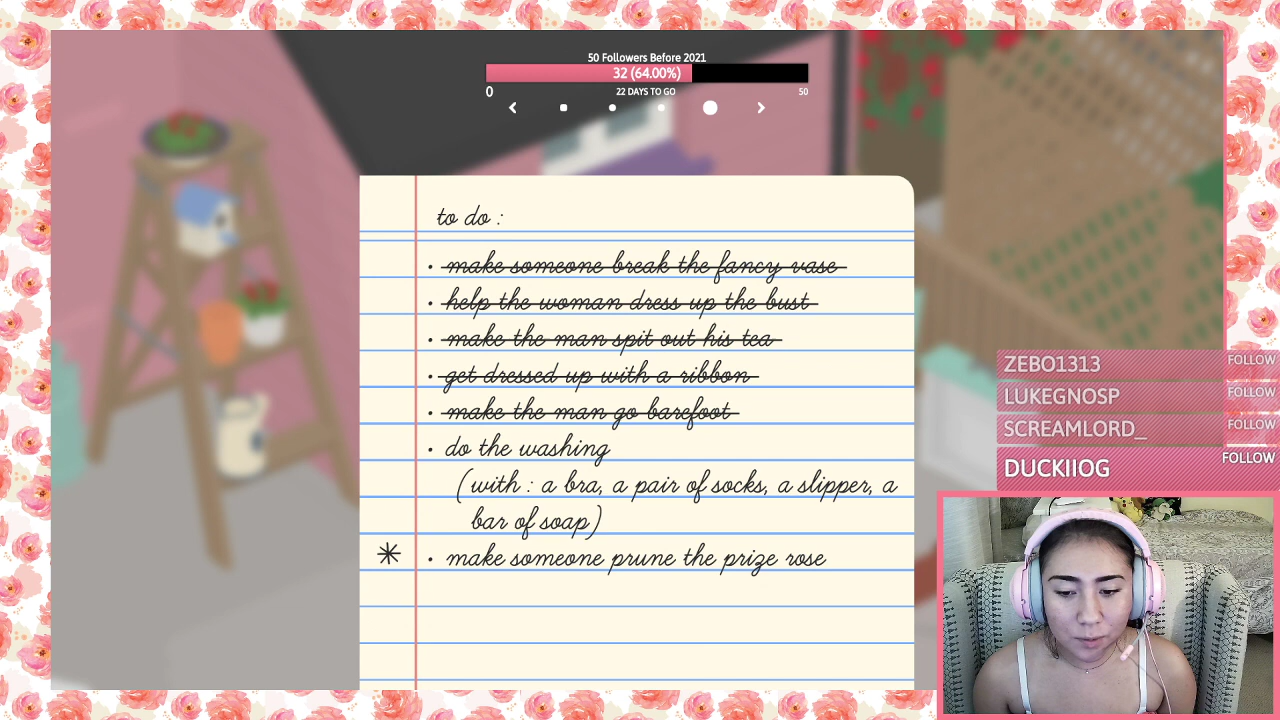 50 Followers Before 2021
32 (64.00%)
0
22 DAYS TO GO
50
to do :
• make someone break the fancy vase
• help the woman dress up the bust
• make the man spit out his tea
• get dressed up with a ribbon
• make the man go barefoot
• do the washing
(with : a bra, a pair of socks, a slipper, a
bar of soap)
• make someone prune the prize rose
ZEBO1313 FOLLOW
LUKEGNOSP FOLLOW
SCREAMLORD_ FOLLOW
DUCKIIOG FOLLOW